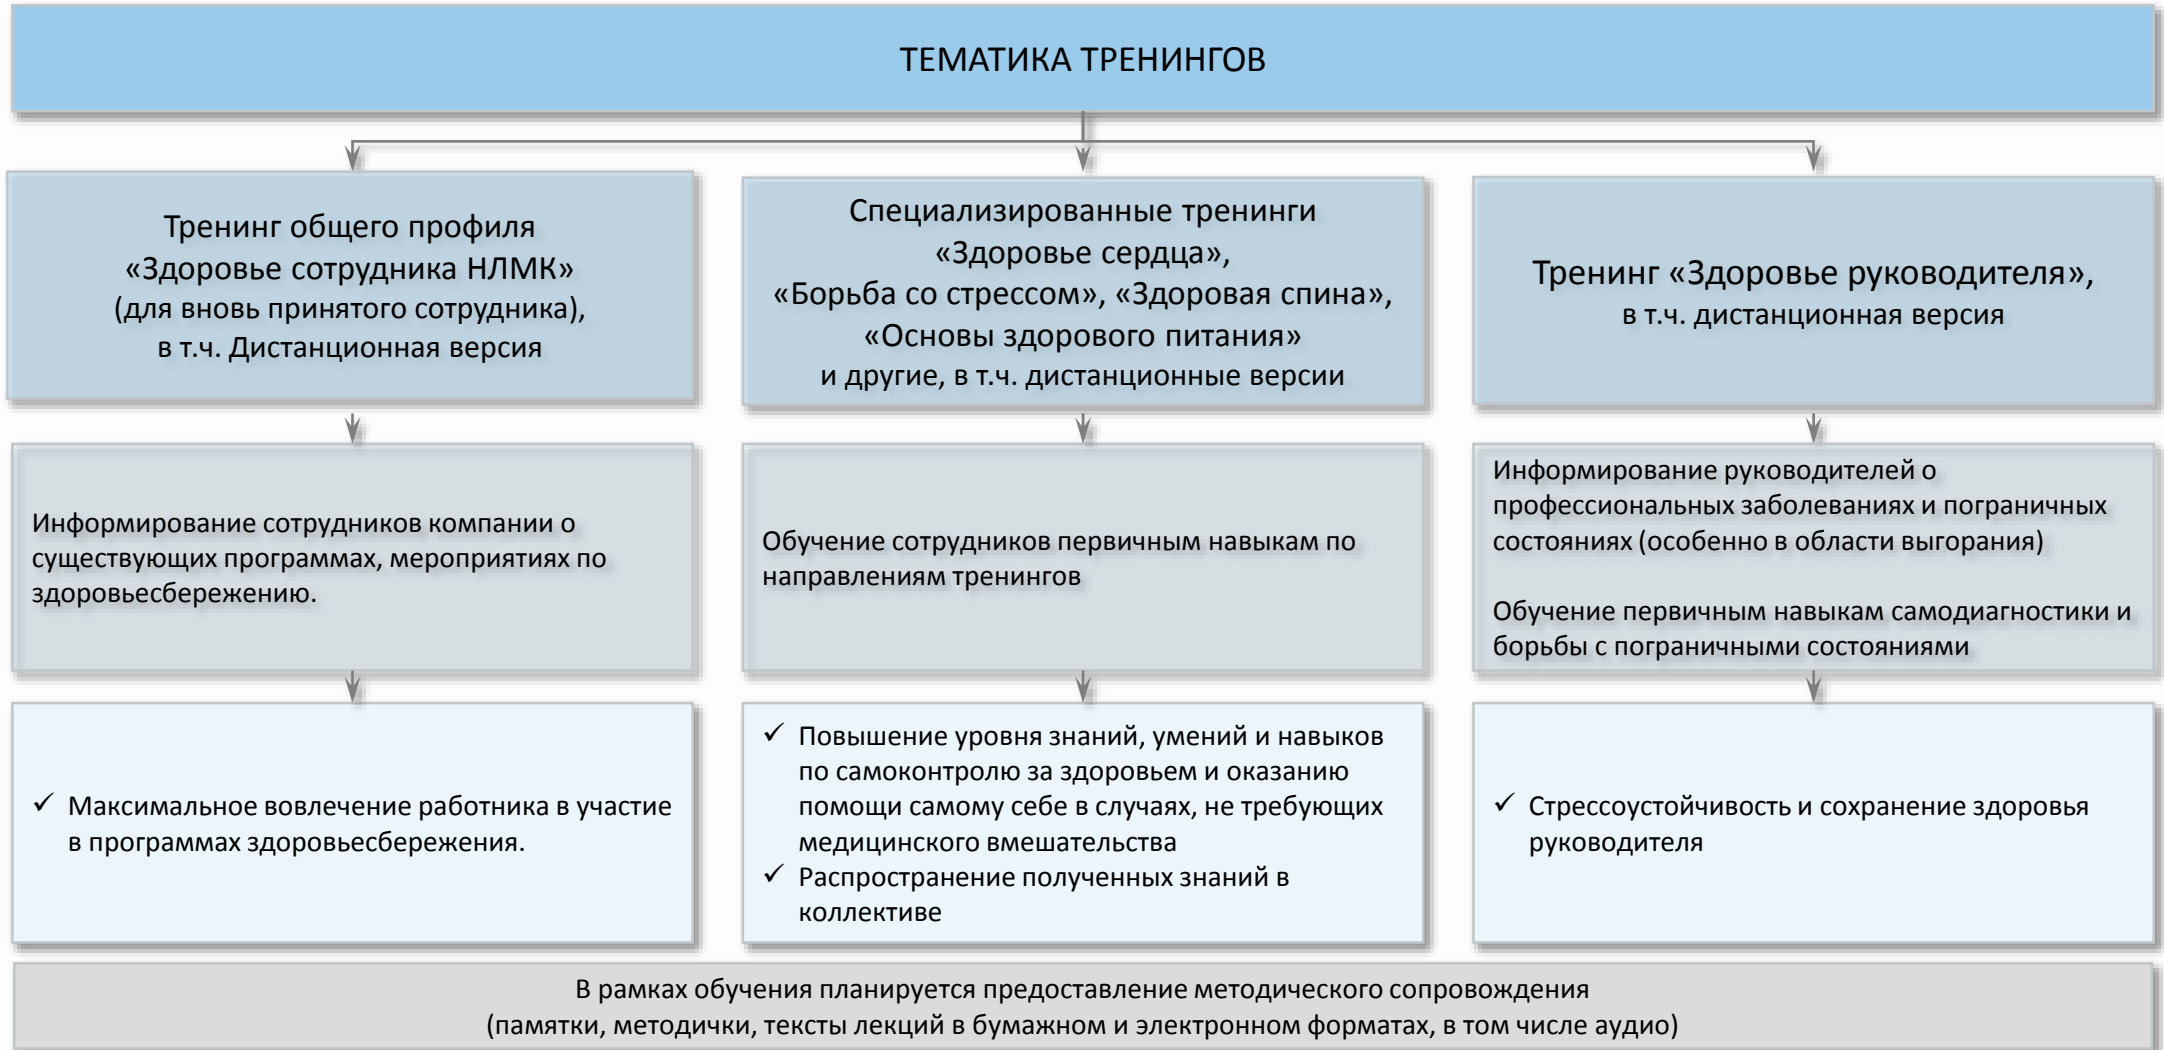 ТЕМАТИКА ТРЕНИНГОВ
Тренинг общего профиля
«Здоровье сотрудника НЛМК»
(для вновь принятого сотрудника),
в т.ч. Дистанционная версия
Специализированные тренинги
«Здоровье сердца»,
«Борьба со стрессом», «Здоровая спина»,
«Основы здорового питания»
и другие, в т.ч. дистанционные версии
Тренинг «Здоровье руководителя»,
в т.ч. дистанционная версия
Информирование сотрудников компании о
существующих программах, мероприятиях по
здоровьесбережению.
Обучение сотрудников первичным навыкам по
направлениям тренингов
Информирование руководителей о
профессиональных заболеваниях и пограничных
состояниях (особенно в области выгорания)
Обучение первичным навыкам самодиагностики и
борьбы с пограничными состояниями
✓ Максимальное вовлечение работника в участие
в программах здоровьесбережения.
✓ Повышение уровня знаний, умений и навыков
по самоконтролю за здоровьем и оказанию
помощи самому себе в случаях, не требующих
медицинского вмешательства
✓ Распространение полученных знаний в
коллективе
✓ Стрессоустойчивость и сохранение здоровья
руководителя
В рамках обучения планируется предоставление методического сопровождения
(памятки, методички, тексты лекций в бумажном и электронном форматах, в том числе аудио)